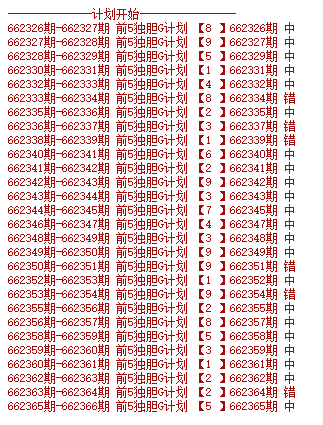 计划开始
662326期-662327期 前5独胆G计划 【8 】662326期 中
662327期-662328期 前5独胆G计划 【9 】662327期 中
662328期-662329期 前5独胆G计划 【5 】662329期 中
662330期-662331期 前5独胆G计划 【1 】662331期 中
662332期-662333期 前5独胆G计划 【4 】662332期 中
662333期-662334期 前5独胆G计划 【8 】662334期 错
662335期-662336期 前5独胆G计划 【2 】662335期 中
662336期-662337期 前5独胆G计划 【3 】662337期 错
662338期-662339期 前5独胆G计划 【1 】662339期 错
662340期-662341期 前5独胆G计划 【6 】662340期 中
662341期-662342期 前5独胆G计划 【2 】662341期 中
662342期-662343期 前5独胆G计划 【9 】662342期 中
662343期-662344期 前5独胆G计划 【3 】662343期 中
662344期-662345期 前5独胆G计划 【7 】662345期 中
662346期-662347期 前5独胆G计划 【4 】662347期 中
662348期-662349期 前5独胆G计划 【3 】662348期 中
662349期-662350期 前5独胆G计划 【9 】662349期 中
662350期-662351期 前5独胆G计划 【9 】662351期 错
662352期-662353期 前5独胆G计划 【1 】662352期 中
662353期-662354期 前5独胆G计划 【9 】662354期 错
662355期-662356期 前5独胆G计划 【2 】662355期 中
662356期-662357期 前5独胆G计划 【8 】662357期 中
662358期-662359期 前5独胆G计划 【5 】662358期 中
662359期-662360期 前5独胆G计划 【3 】662359期 中
662360期-662361期 前5独胆G计划 【1 】662361期 中
662362期-662363期 前5独胆G计划 【2 】662362期 中
662363期-662364期 前5独胆G计划 【2 】662364期 错
662365期-662366期 前5独胆G计划 【5 】662365期 中